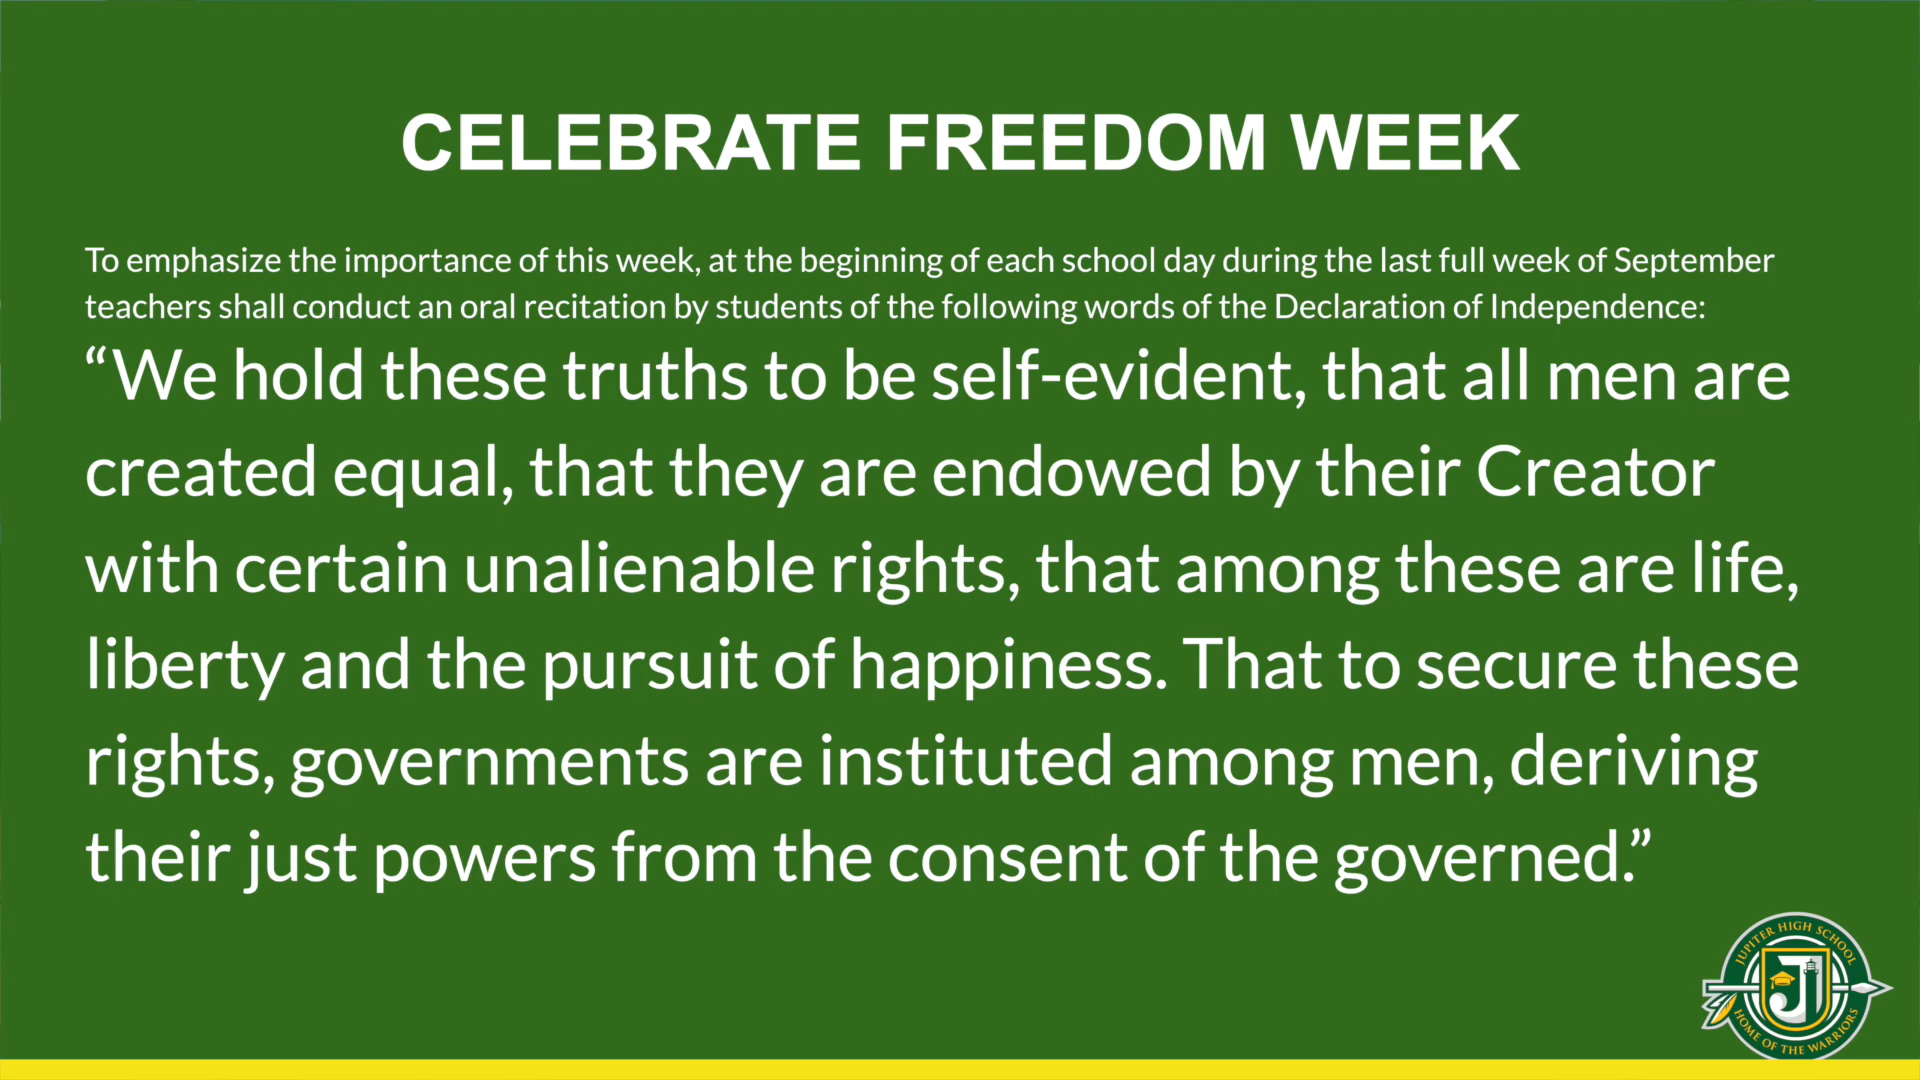 CELEBRATE FREEDOM WEEK
To emphasize the importance of this week, at the beginning of each school day during the last full week of September
teachers shall conduct an oral recitation by students of the following words of the Declaration of Independence:
“We hold these truths to be self-evident, that all men are
created equal, that they are endowed by their Creator
with certain unalienable rights, that among these are life,
liberty and the pursuit of happiness. That to secure these
rights, governments are instituted among men, deriving
their just powers from the consent of the governed.”
JUPITER HIGH SCHOOL
J
HOME OF THE WARRIORS